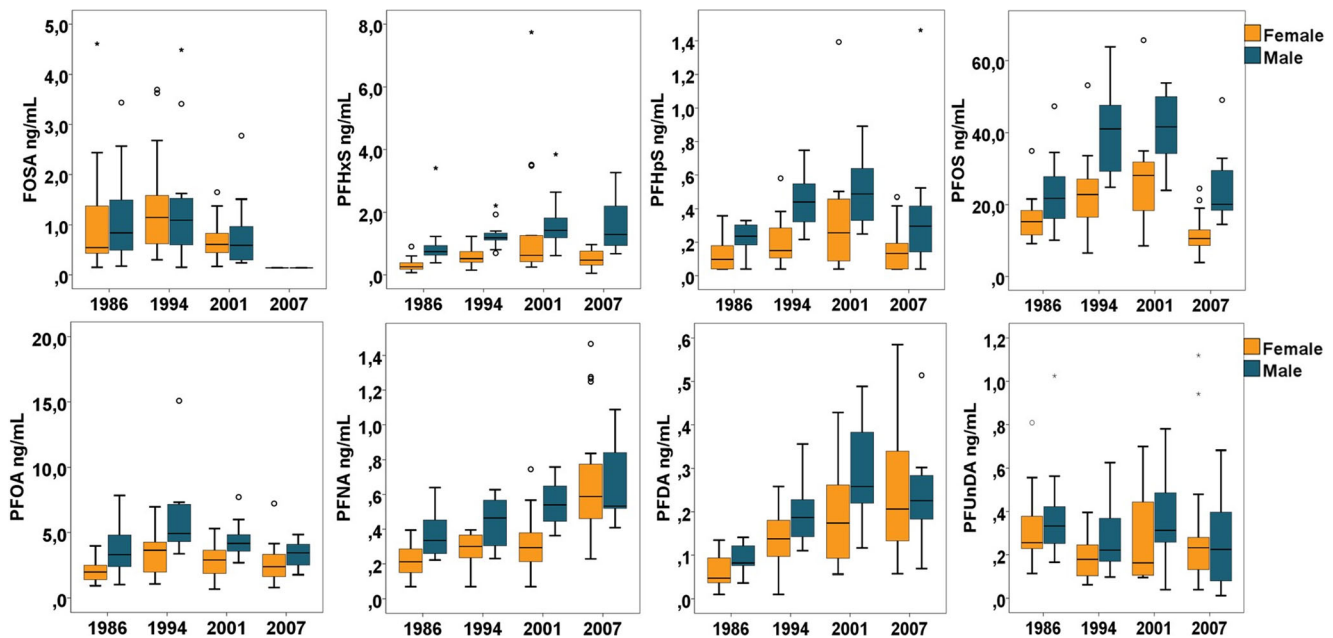 FOSA ng/mL
5,0
4,0
3,0
2,0
1,0
,0
1986 1994 2001 2007
PFHxS ng/mL
8,0
6,0
4,0
2,0
,0
1986 1994 2001 2007
PFHpS ng/mL
1,4
1,2
1,0
,8
,6
,4
,2
,0
1986 1994 2001 2007
PFOS ng/mL
60,0
40,0
20,0
,0
1986 1994 2001 2007
Female
Male
PFOA ng/mL
20,0
15,0
10,0
5,0
,0
1986 1994 2001 2007
PFNA ng/mL
1,4
1,2
1,0
,8
,6
,4
,2
,0
1986 1994 2001 2007
PFDA ng/mL
,6
,5
,4
,3
,2
,1
,0
1986 1994 2001 2007
PFUnDA ng/mL
1,2
1,0
,8
,6
,4
,2
,0
1986 1994 2001 2007
Female
Male